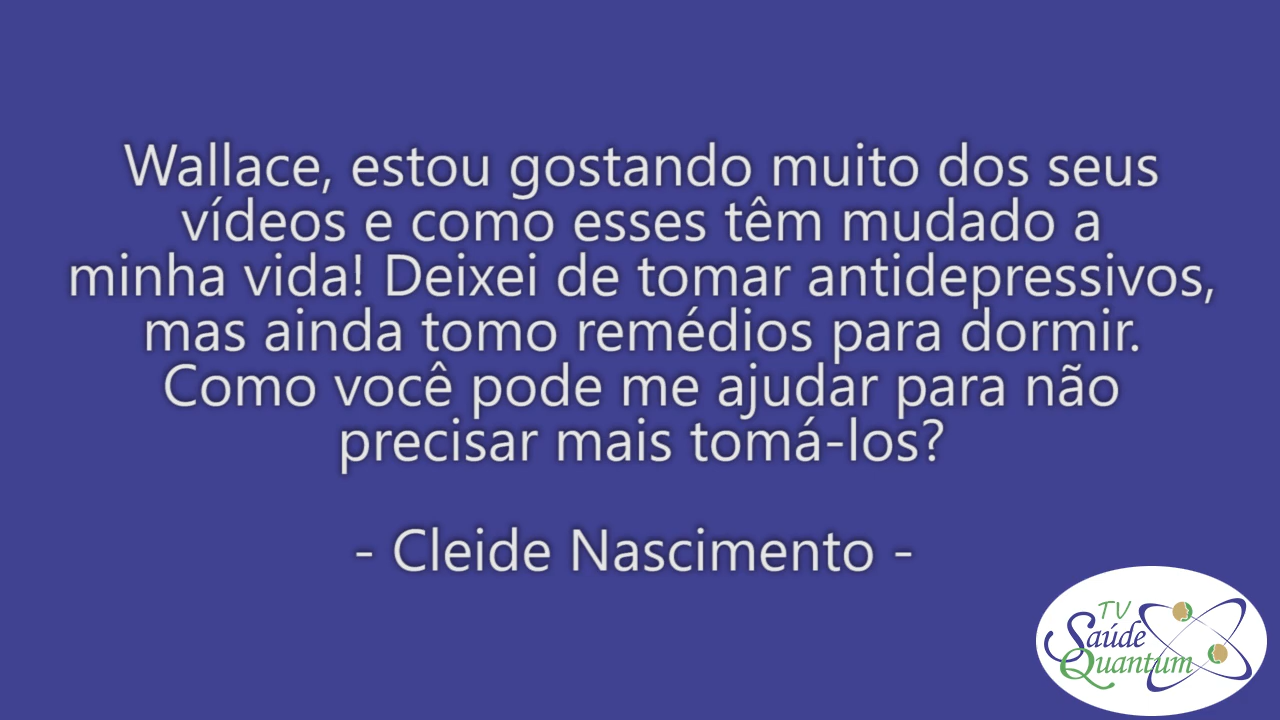 Wallace, estou gostando muito dos seus
vídeos e como esses têm mudado a
minha vida! Deixei de tomar antidepressivos,
mas ainda tomo remédios para dormir.
Como você pode me ajudar para não
precisar mais tomá-los?
- Cleide Nascimento -
TV
Saúde
Quantum